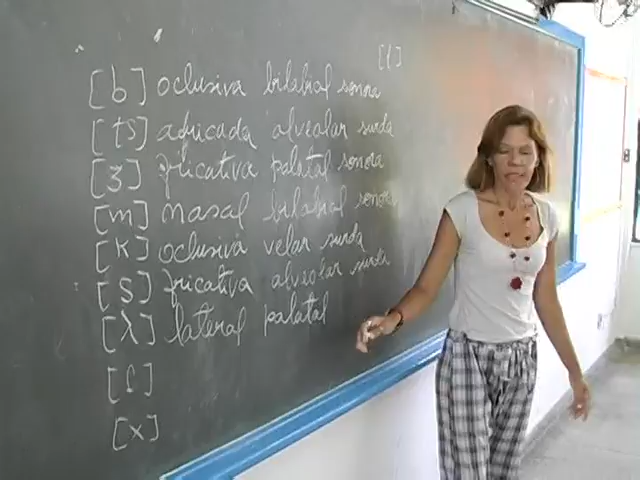 [ɾ]
[b] oclusiva bilabial sonora
[ts] africada alveolar surda
[ʒ] fricativa palatal sonora
[m] nasal bilabial sonora
[k] oclusiva velar surda
[s] fricativa alveolar surda
[λ] lateral palatal
[ɾ]
[x]